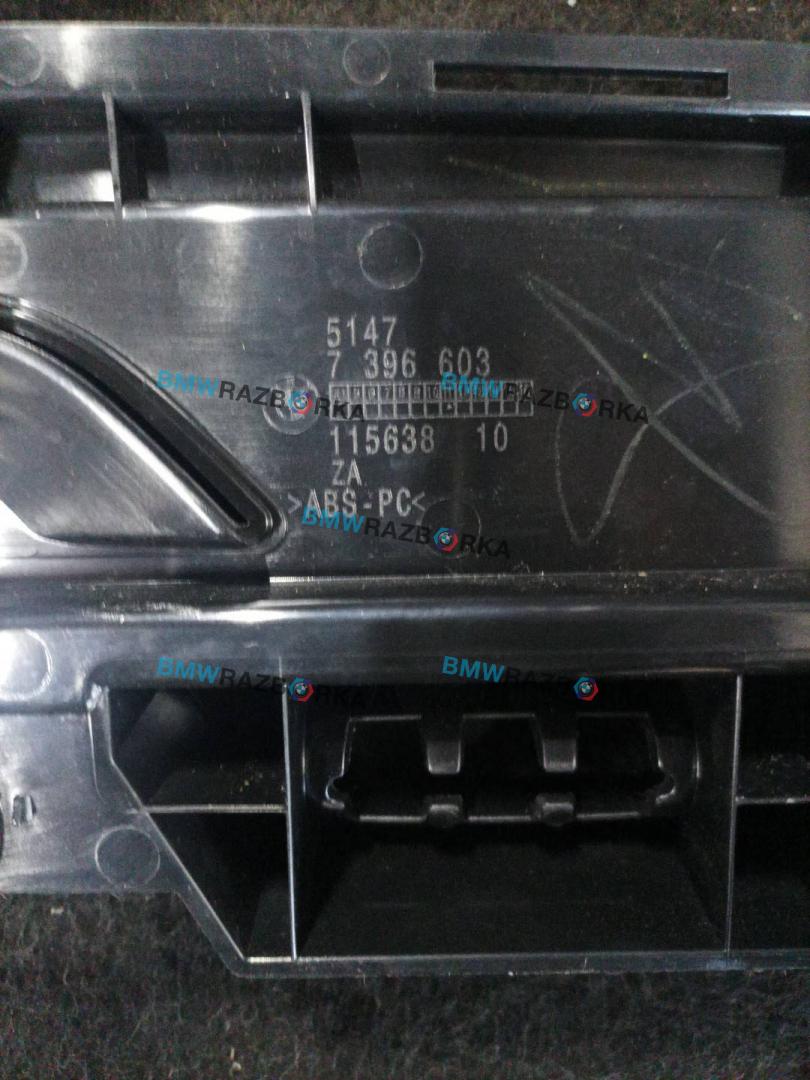 5147
7 396 603
BMWRAZBORKA
BMWRAZBORKA
115638 10
ZA
>ABS-PC<
BMWRAZBORKA
BMWRAZBORKA
BMWRAZBORKA